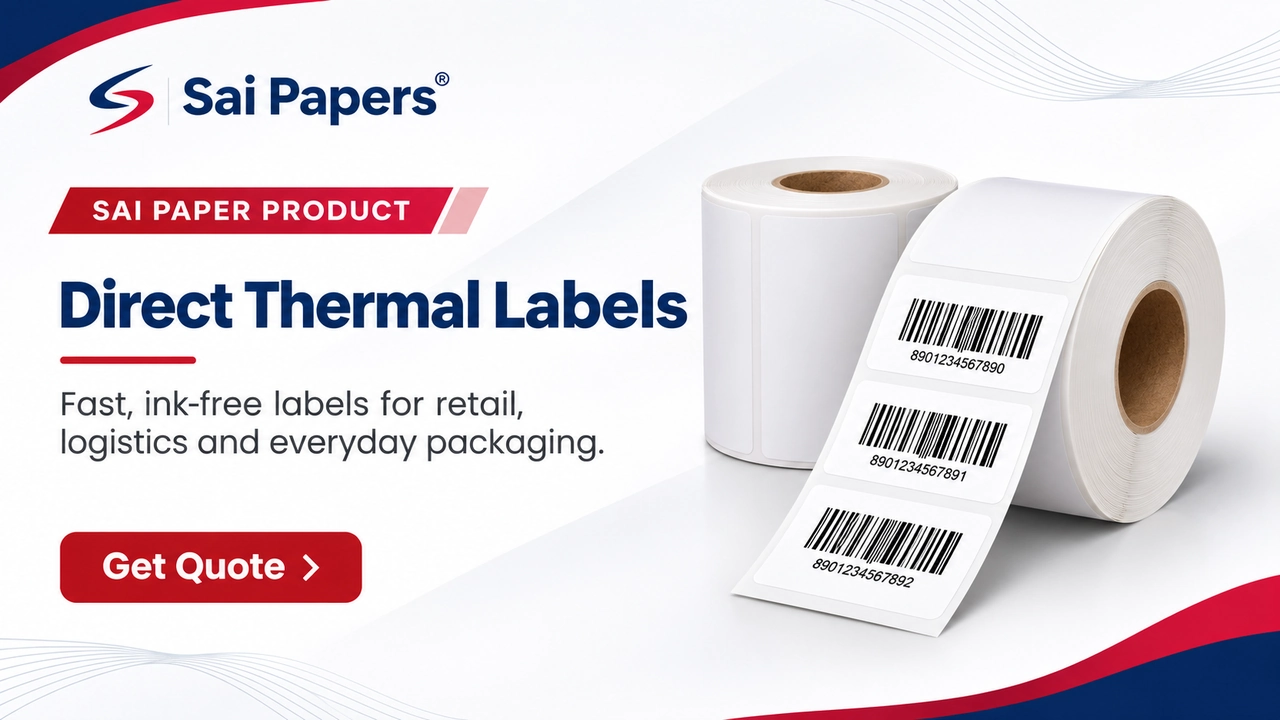 Sai Papers®
SAI PAPER PRODUCT
Direct Thermal Labels
Fast, ink-free labels for retail,
logistics and everyday packaging.
Get Quote >
8901234567890
8901234567891
8901234567892